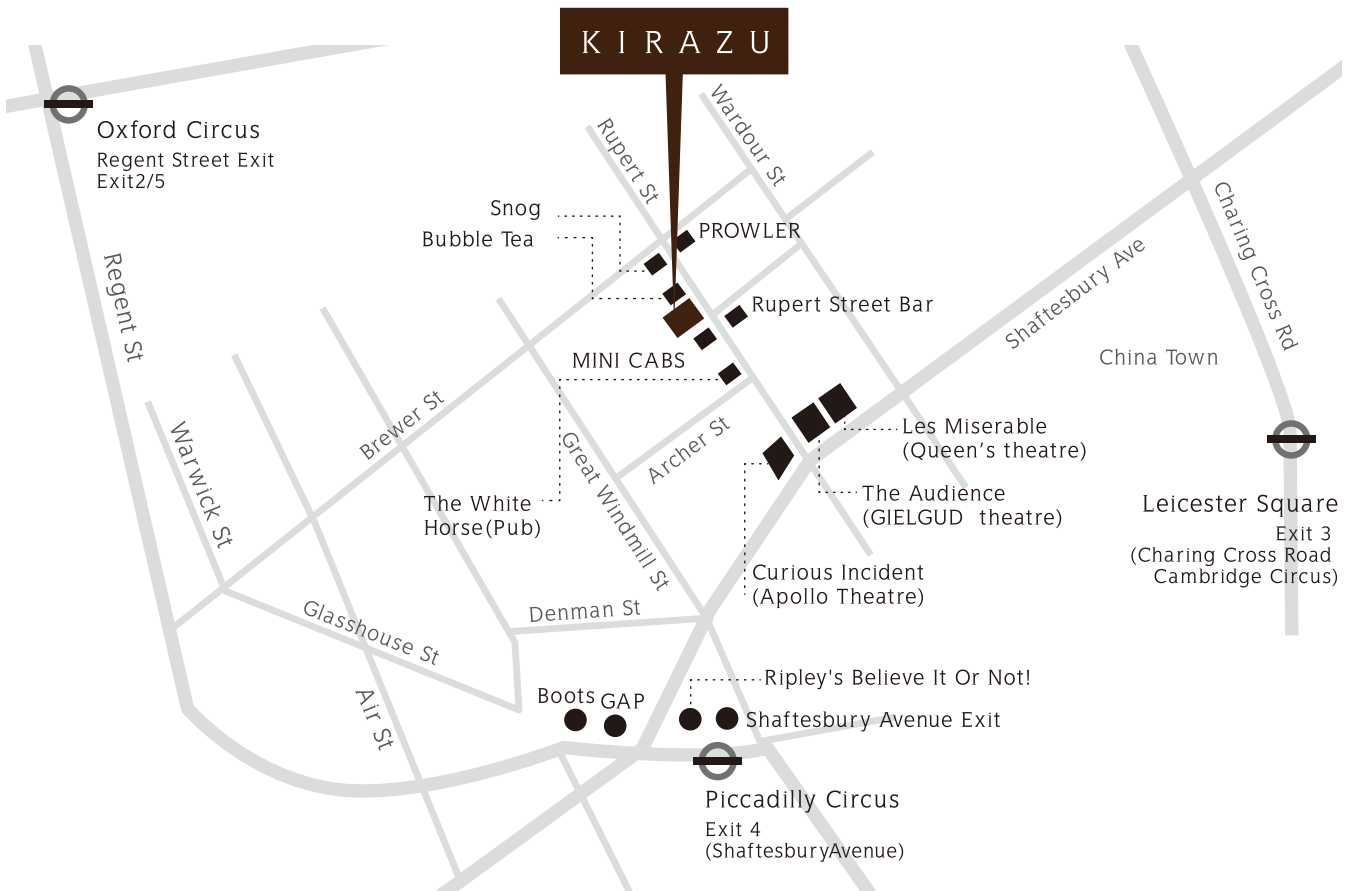 KIRAZU
Oxford Circus
Regent Street Exit
Exit2/5
Wardour St
Rupert St
Snog
Bubble Tea
PROWLER
Rupert Street Bar
MINI CABS
Regent St
Shaftesbury Ave
Charing Cross Rd
China Town
Brewer St
Warwick St
Great Windmill St
Archer St
Les Miserable
(Queen’s theatre)
The White
Horse(Pub)
The Audience
(GIELGUD theatre)
Leicester Square
Exit 3
(Charing Cross Road
Cambridge Circus)
Curious Incident
(Apollo Theatre)
Glasshouse St
Denman St
Air St
Boots
GAP
Ripley's Believe It Or Not!
Shaftesbury Avenue Exit
Piccadilly Circus
Exit 4
(ShaftesburyAvenue)